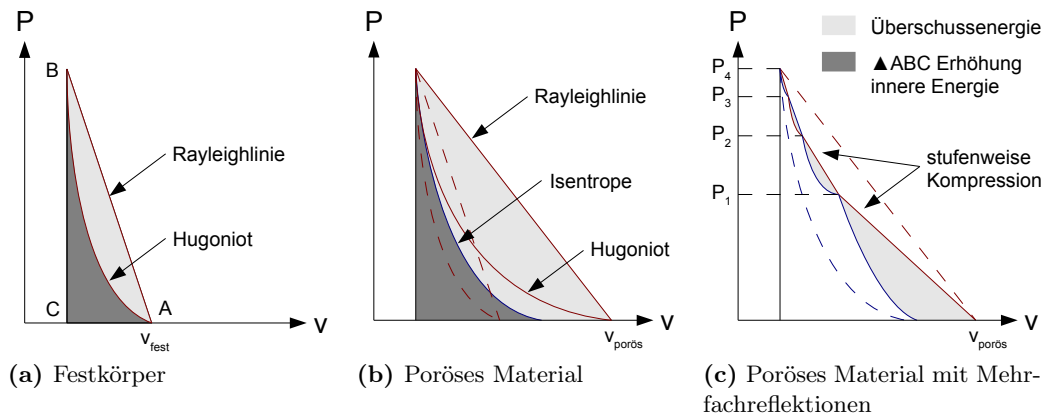 P
B
Rayleighlinie
Hugoniot
C
A
v
v_fest
(a) Festkörper
P
Rayleighlinie
Isentrope
Hugoniot
v
v_porös
(b) Poröses Material
P
Überschussenergie
▲ABC Erhöhung
innere Energie
P_4
P_3
P_2
P_1
stufenweise
Kompression
v
v_porös
(c) Poröses Material mit Mehr-
fachreflektionen